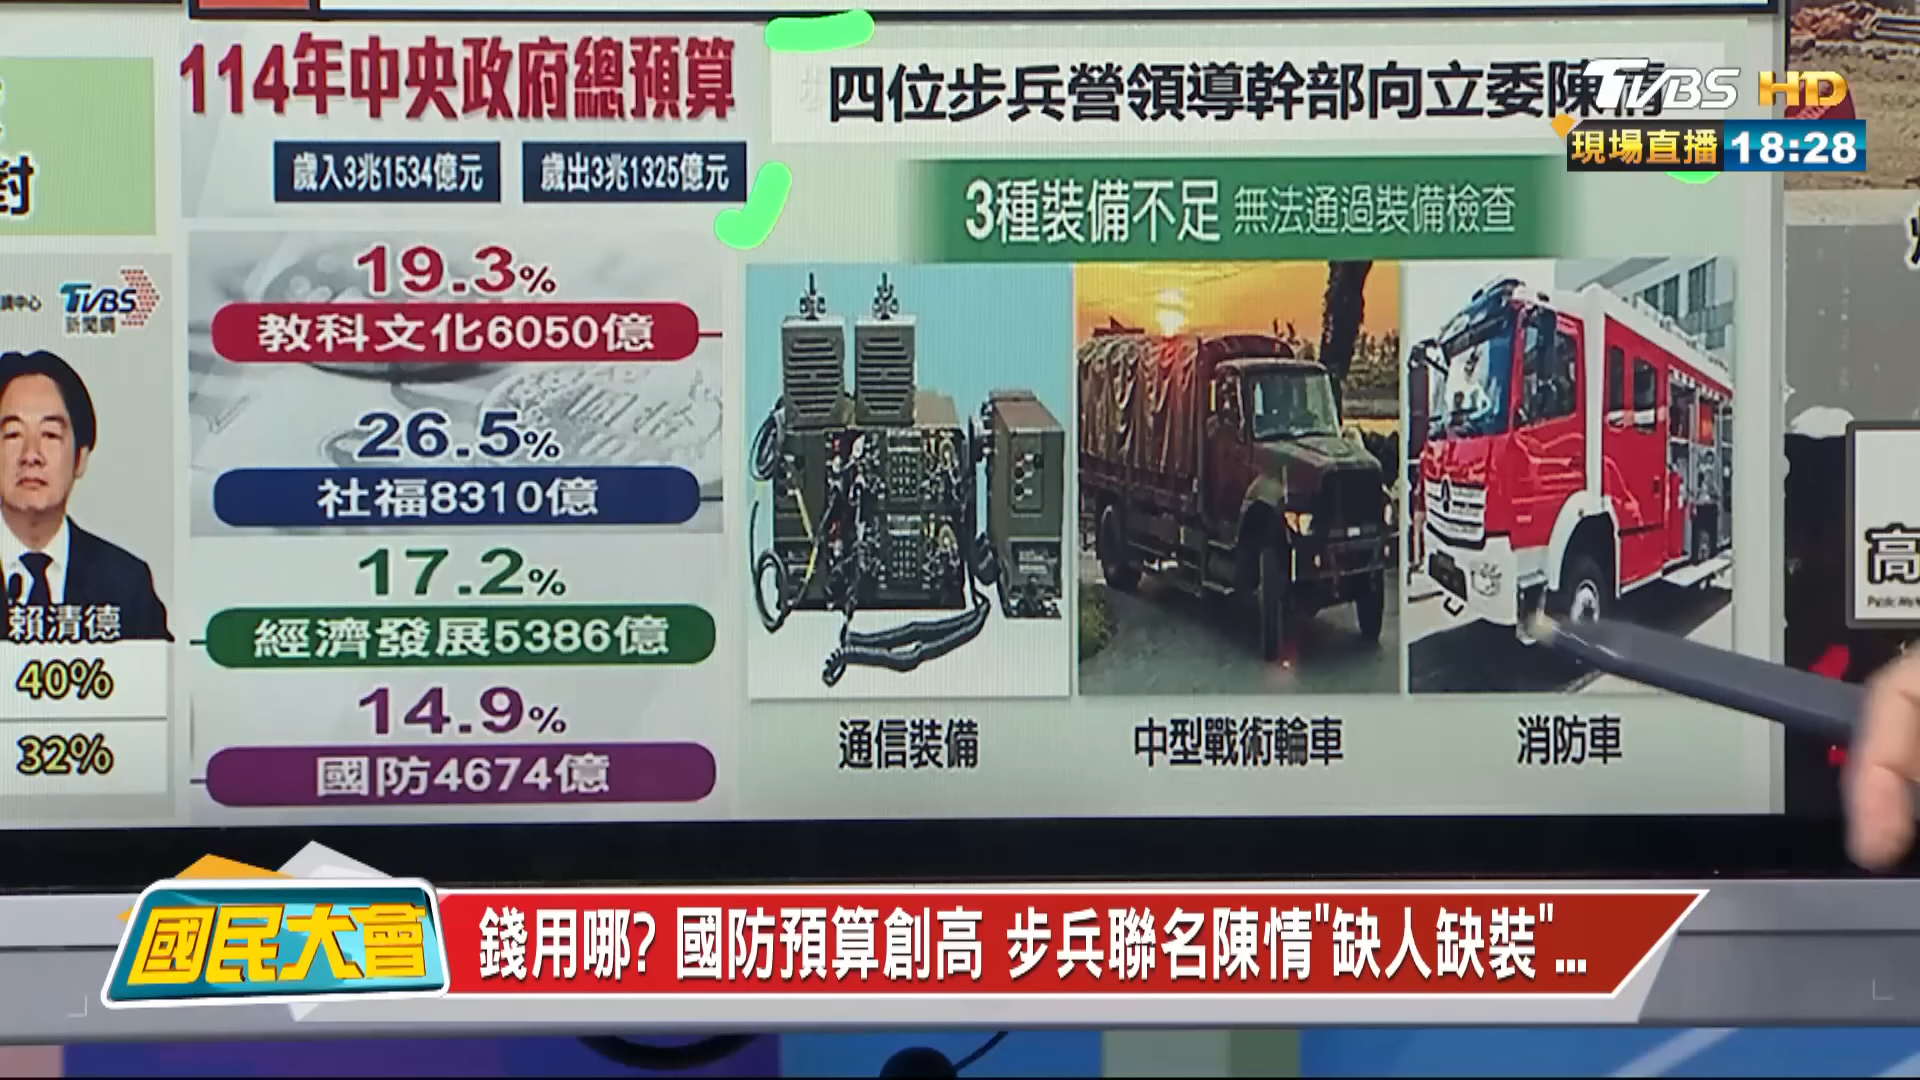 114年中央政府總預算
歲入3兆1534億元
歲出3兆1325億元
19.3%
教科文化6050億
26.5%
社福8310億
17.2%
經濟發展5386億
14.9%
國防4674億
四位步兵營領導幹部向立委陳情
3種裝備不足 無法通過裝備檢查
通信裝備
中型戰術輪車
消防車
TVBS HD
現場直播 18:28
TVBS
新聞網
賴清德
40%
32%
高
國民大會
錢用哪? 國防預算創高 步兵聯名陳情"缺人缺裝"...